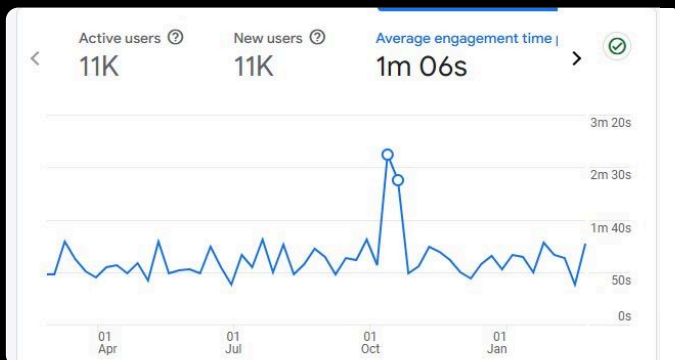 Active users
11K
New users
11K
Average engagement time
1m 06s
3m 20s
2m 30s
1m 40s
50s
0s
01
Apr
01
Jul
01
Oct
01
Jan